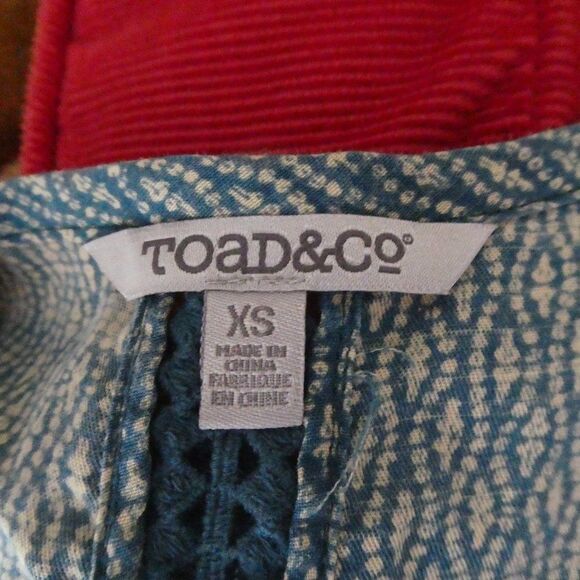 TOAD&CO®
XS
MADE IN
CHINA
FABRIQUE
EN CHINE